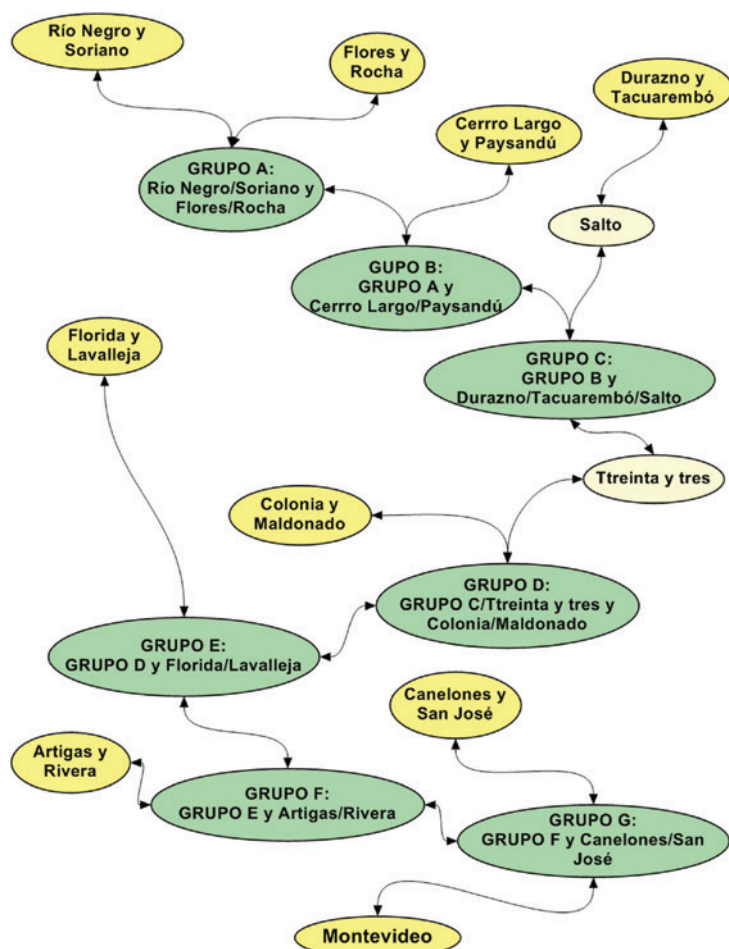 Río Negro y
Soriano
Flores y
Rocha
Durazno y
Tacuarembó
Cerrro Largo
y Paysandú
GRUPO A:
Río Negro/Soriano y
Flores/Rocha
Salto
GUPO B:
GRUPO A y
Cerrro Largo/Paysandú
Florida y
Lavalleja
GRUPO C:
GRUPO B y
Durazno/Tacuarembó/Salto
Ttreinta y tres
Colonia y
Maldonado
GRUPO D:
GRUPO C/Ttreinta y tres y
Colonia/Maldonado
GRUPO E:
GRUPO D y Florida/Lavalleja
Canelones y
San José
Artigas y
Rivera
GRUPO F:
GRUPO E y Artigas/Rivera
GRUPO G:
GRUPO F y Canelones/San
José
Montevideo